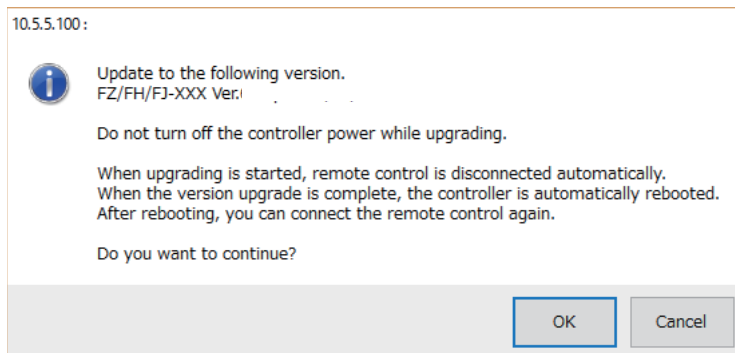 10.5.5.100 :
Update to the following version.
FZ/FH/FJ-XXX Ver.
Do not turn off the controller power while upgrading.
When upgrading is started, remote control is disconnected automatically.
When the version upgrade is complete, the controller is automatically rebooted.
After rebooting, you can connect the remote control again.
Do you want to continue?
OK
Cancel